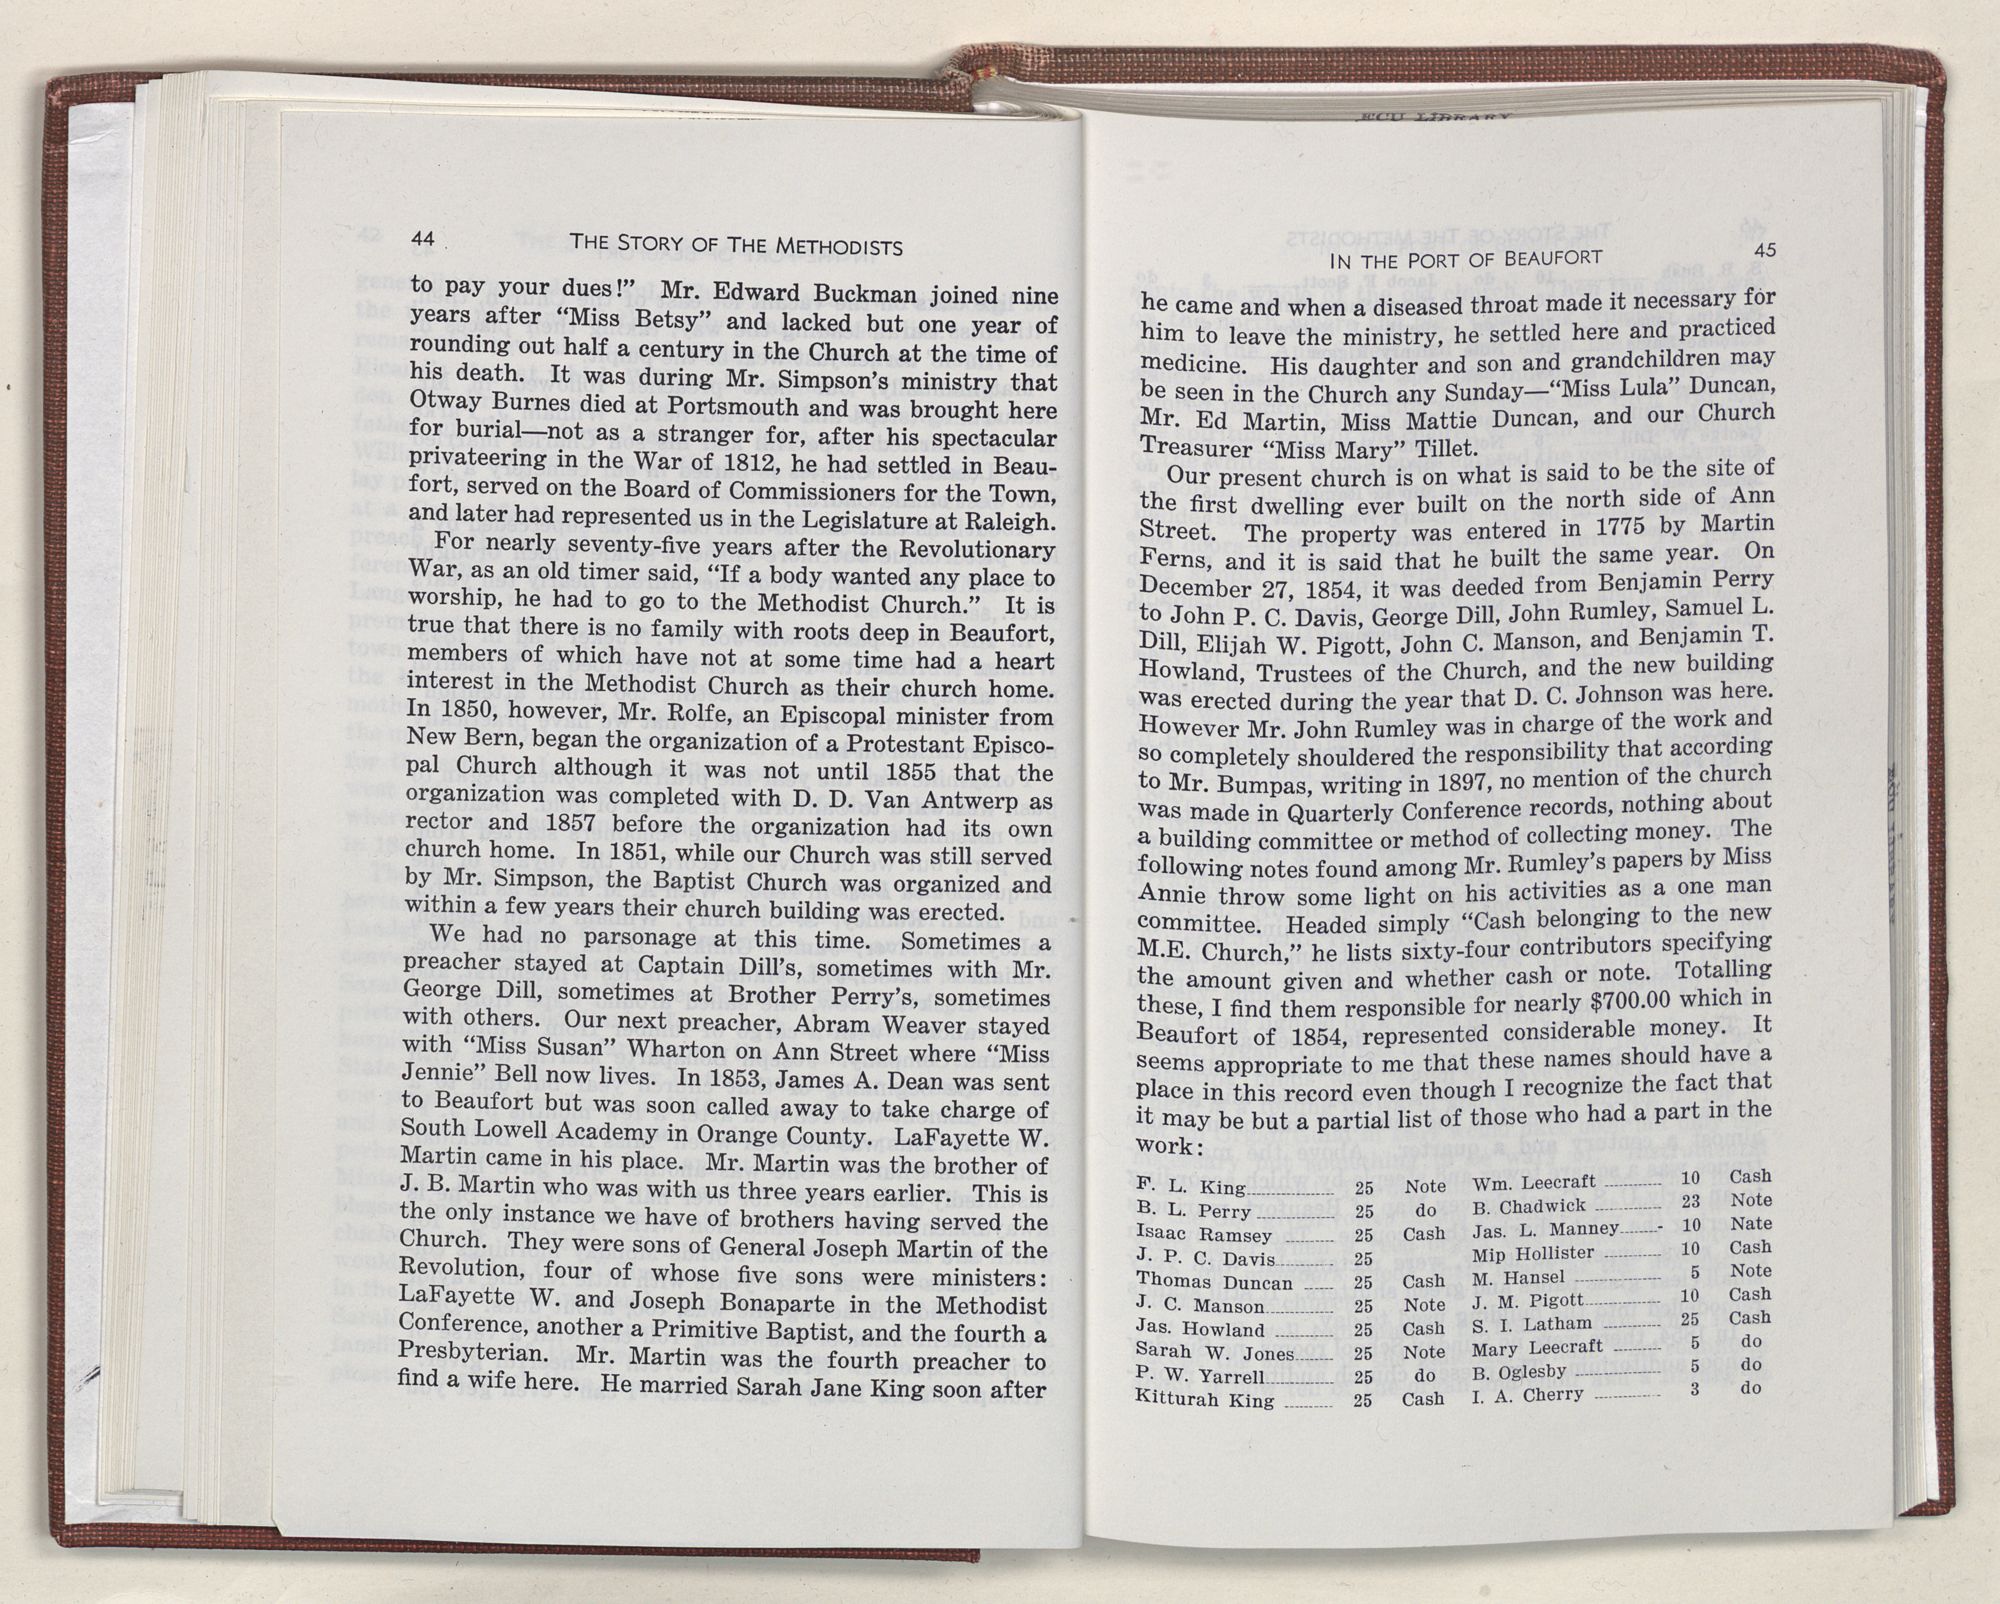 44
THE STORY OF THE METHODISTS
to pay your dues!” Mr. Edward Buckman joined nine
years after “Miss Betsy” and lacked but one year of
rounding out half a century in the Church at the time of
his death. It was during Mr. Simpson’s ministry that
Otway Burnes died at Portsmouth and was brought here
for burial—not as a stranger for, after his spectacular
privateering in the War of 1812, he had settled in Beau-
fort, served on the Board of Commissioners for the Town,
and later had represented us in the Legislature at Raleigh.
For nearly seventy-five years after the Revolutionary
War, as an old timer said, “If a body wanted any place to
worship, he had to go to the Methodist Church.” It is
true that there is no family with roots deep in Beaufort,
members of which have not at some time had a heart
interest in the Methodist Church as their church home.
In 1850, however, Mr. Rolfe, an Episcopal minister from
New Bern, began the organization of a Protestant Episco-
pal Church although it was not until 1855 that the
organization was completed with D. D. Van Antwerp as
rector and 1857 before the organization had its own
church home. In 1851, while our Church was still served
by Mr. Simpson, the Baptist Church was organized and
within a few years their church building was erected.
We had no parsonage at this time. Sometimes a
preacher stayed at Captain Dill’s, sometimes with Mr.
George Dill, sometimes at Brother Perry’s, sometimes
with others. Our next preacher, Abram Weaver stayed
with “Miss Susan” Wharton on Ann Street where “Miss
Jennie” Bell now lives. In 1853, James A. Dean was sent
to Beaufort but was soon called away to take charge of
South Lowell Academy in Orange County. LaFayette W.
Martin came in his place. Mr. Martin was the brother of
J. B. Martin who was with us three years earlier. This is
the only instance we have of brothers having served the
Church. They were sons of General Joseph Martin of the
Revolution, four of whose five sons were ministers:
LaFayette W. and Joseph Bonaparte in the Methodist
Conference, another a Primitive Baptist, and the fourth a
Presbyterian. Mr. Martin was the fourth preacher to
find a wife here. He married Sarah Jane King soon after
ECU LIBRARY
IN THE PORT OF BEAUFORT
45
he came and when a diseased throat made it necessary for
him to leave the ministry, he settled here and practiced
medicine. His daughter and son and grandchildren may
be seen in the Church any Sunday—“Miss Lula” Duncan,
Mr. Ed Martin, Miss Mattie Duncan, and our Church
Treasurer “Miss Mary” Tillet.
Our present church is on what is said to be the site of
the first dwelling ever built on the north side of Ann
Street. The property was entered in 1775 by Martin
Ferns, and it is said that he built the same year. On
December 27, 1854, it was deeded from Benjamin Perry
to John P. C. Davis, George Dill, John Rumley, Samuel L.
Dill, Elijah W. Pigott, John C. Manson, and Benjamin T.
Howland, Trustees of the Church, and the new building
was erected during the year that D. C. Johnson was here.
However Mr. John Rumley was in charge of the work and
so completely shouldered the responsibility that according
to Mr. Bumpas, writing in 1897, no mention of the church
was made in Quarterly Conference records, nothing about
a building committee or method of collecting money. The
following notes found among Mr. Rumley’s papers by Miss
Annie throw some light on his activities as a one man
committee. Headed simply “Cash belonging to the new
M.E. Church,” he lists sixty-four contributors specifying
the amount given and whether cash or note. Totalling
these, I find them responsible for nearly $700.00 which in
Beaufort of 1854, represented considerable money. It
seems appropriate to me that these names should have a
place in this record even though I recognize the fact that
it may be but a partial list of those who had a part in the
work:
F. L. King 25 Note Wm. Leecraft 10 Cash
B. L. Perry 25 do B. Chadwick 23 Note
Isaac Ramsey 25 Cash Jas. L. Manney 10 Nate
J. P. C. Davis 25 Mip Hollister 10 Cash
Thomas Duncan 25 Cash M. Hansel 5 Note
J. C. Manson 25 Note J. M. Pigott 10 Cash
Jas. Howland 25 Cash S. I. Latham 25 Cash
Sarah W. Jones 25 Note Mary Leecraft 5 do
P. W. Yarrell 25 do B. Oglesby 5 do
Kitturah King 25 Cash I. A. Cherry 3 do